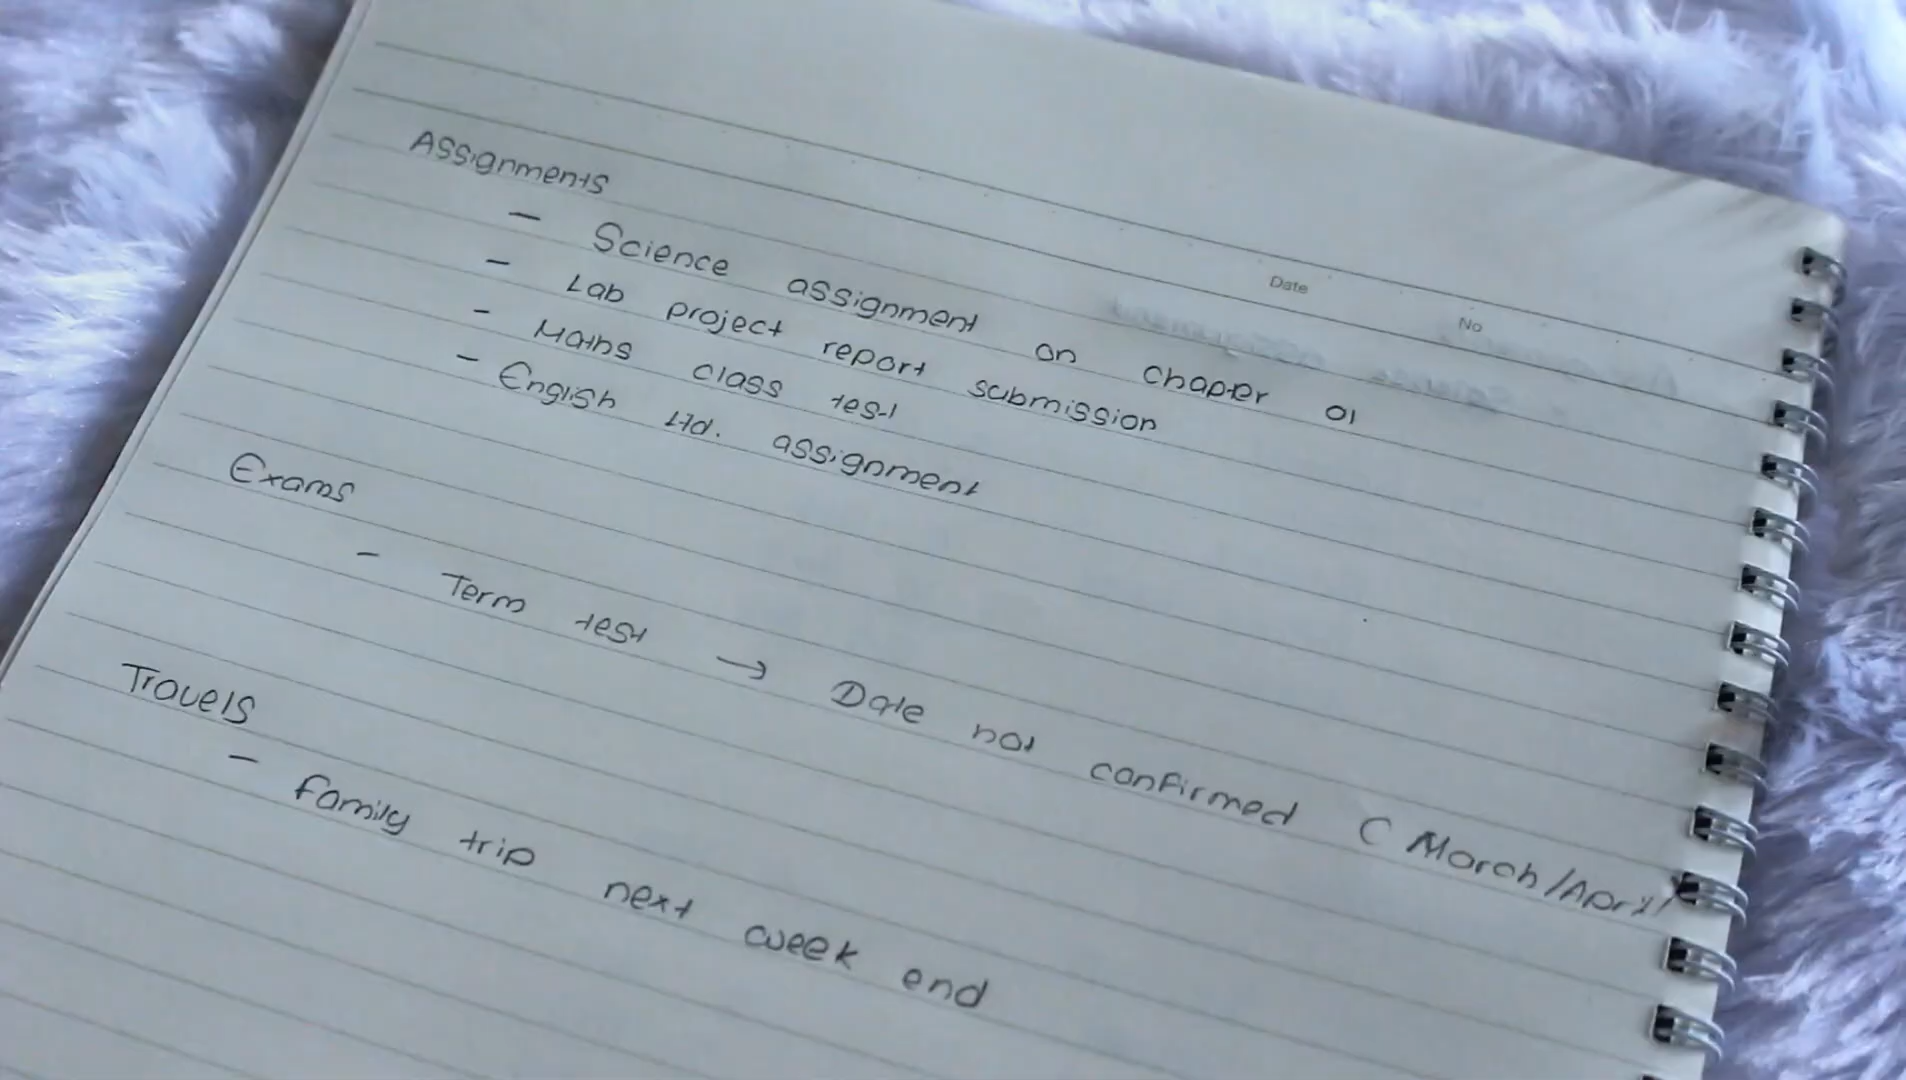 Date
No
Assignments
- Science assignment on chapter 01
- Lab project report submission
- Maths class test
- English Lid. assignment
Exams
- Term test → Date not confirmed (March/April)
Travels
- family trip next week end